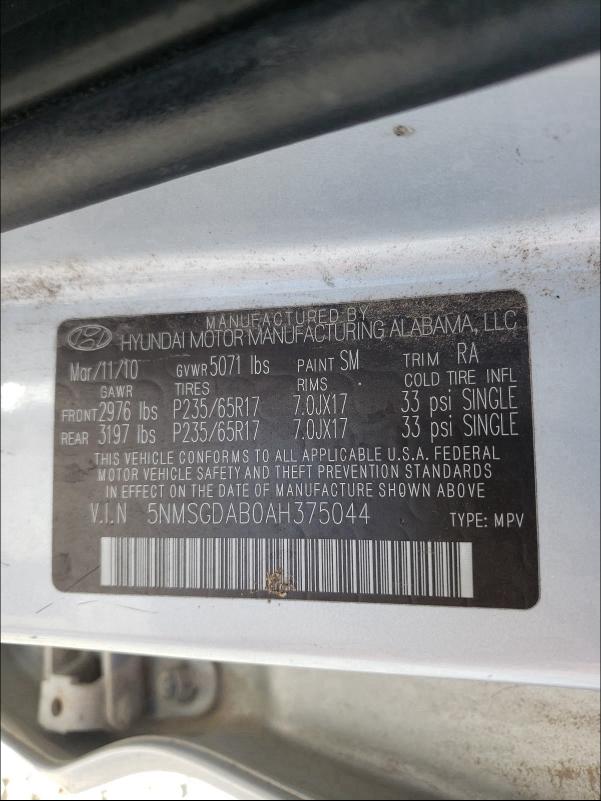 MANUFACTURED BY
HYUNDAI MOTOR MANUFACTURING ALABAMA, LLC
Mar/11/10 GVWR 5071 lbs PAINT SM TRIM RA
GAWR TIRES RIMS COLD TIRE INFL
FRONT 2976 lbs P235/65R17 7.0JX17 33 psi SINGLE
REAR 3197 lbs P235/65R17 7.0JX17 33 psi SINGLE
THIS VEHICLE CONFORMS TO ALL APPLICABLE U.S.A. FEDERAL
MOTOR VEHICLE SAFETY AND THEFT PREVENTION STANDARDS
IN EFFECT ON THE DATE OF MANUFACTURE SHOWN ABOVE
V.I.N 5NMSGDAB0AH375044 TYPE: MPV